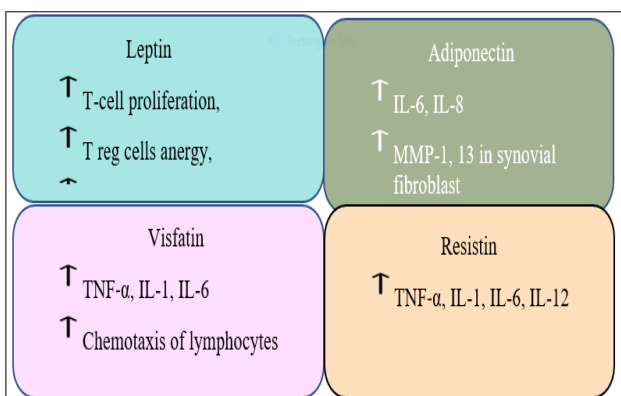 Leptin
↑ T-cell proliferation,
↑ T reg cells anergy,
↑
Adiponectin
↑ IL-6, IL-8
↑ MMP-1, 13 in synovial
fibroblast
Visfatin
↑ TNF-α, IL-1, IL-6
↑ Chemotaxis of lymphocytes
Resistin
↑ TNF-α, IL-1, IL-6, IL-12